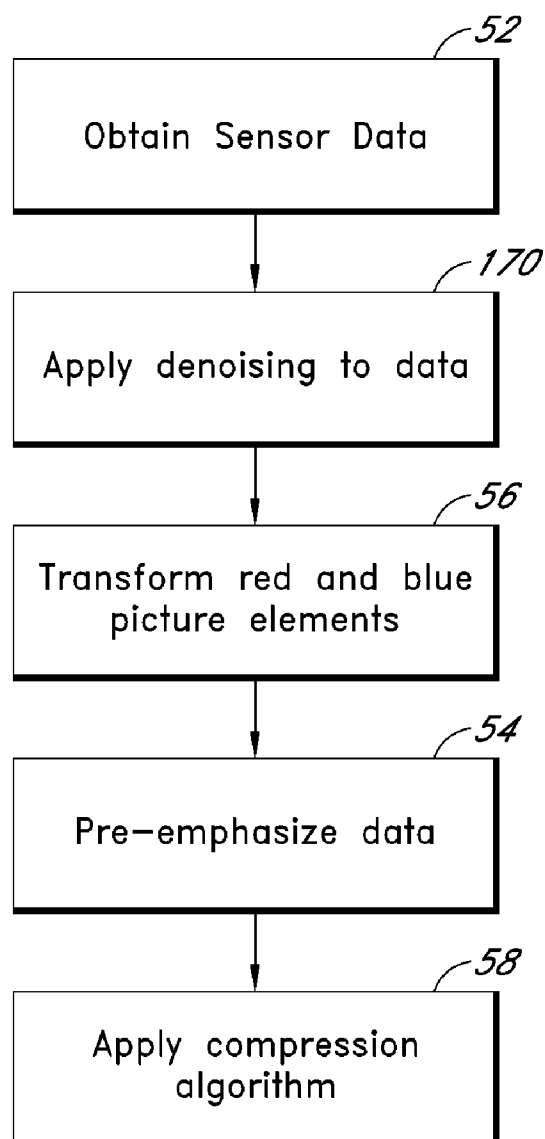 52
Obtain Sensor Data
170
Apply denoising to data
56
Transform red and blue
picture elements
54
Pre-emphasize data
58
Apply compression
algorithm